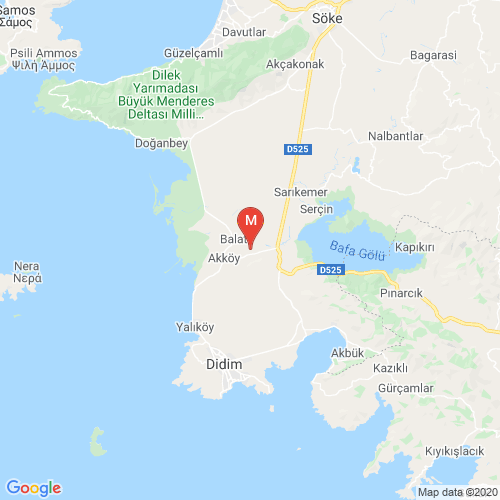 Samos
Σάμος
Söke
Davutlar
Psili Ammos
Ψιλή Άμμος
Güzelçamlı
Bagarasi
Akçakonak
Dilek
Yarımadası
Büyük Menderes
Deltası Milli...
Nalbantlar
Doğanbey
D525
Sarıkemer
Serçin
M
Balat
Bafa Gölü
Kapıkırı
Akköy
Nera
Νερά
D525
Pınarcık
Yalıköy
Akbük
Didim
Kazıklı
Gürçamlar
Kıyıkışlacık
Google
Map data ©2020